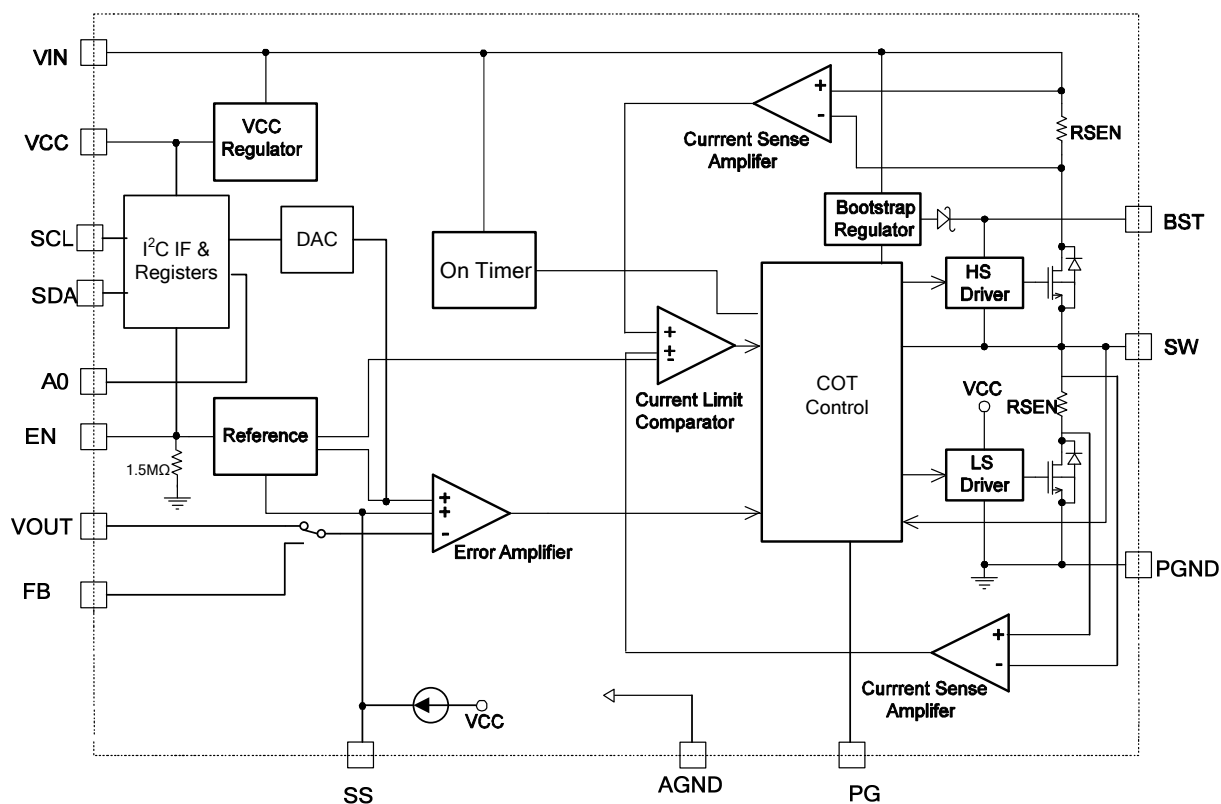 VIN
VCC
VCC
Regulator
+
-
Currrent Sense
Amplifer
RSEN
SCL
SDA
I²C IF &
Registers
DAC
On Timer
Bootstrap
Regulator
BST
HS
Driver
A0
+
+
-
Current Limit
Comparator
COT
Control
SW
VCC
RSEN
EN
Reference
1.5MΩ
LS
Driver
VOUT
+
+
-
Error Amplifier
FB
PGND
+
-
Currrent Sense
Amplifer
VCC
SS
AGND
PG